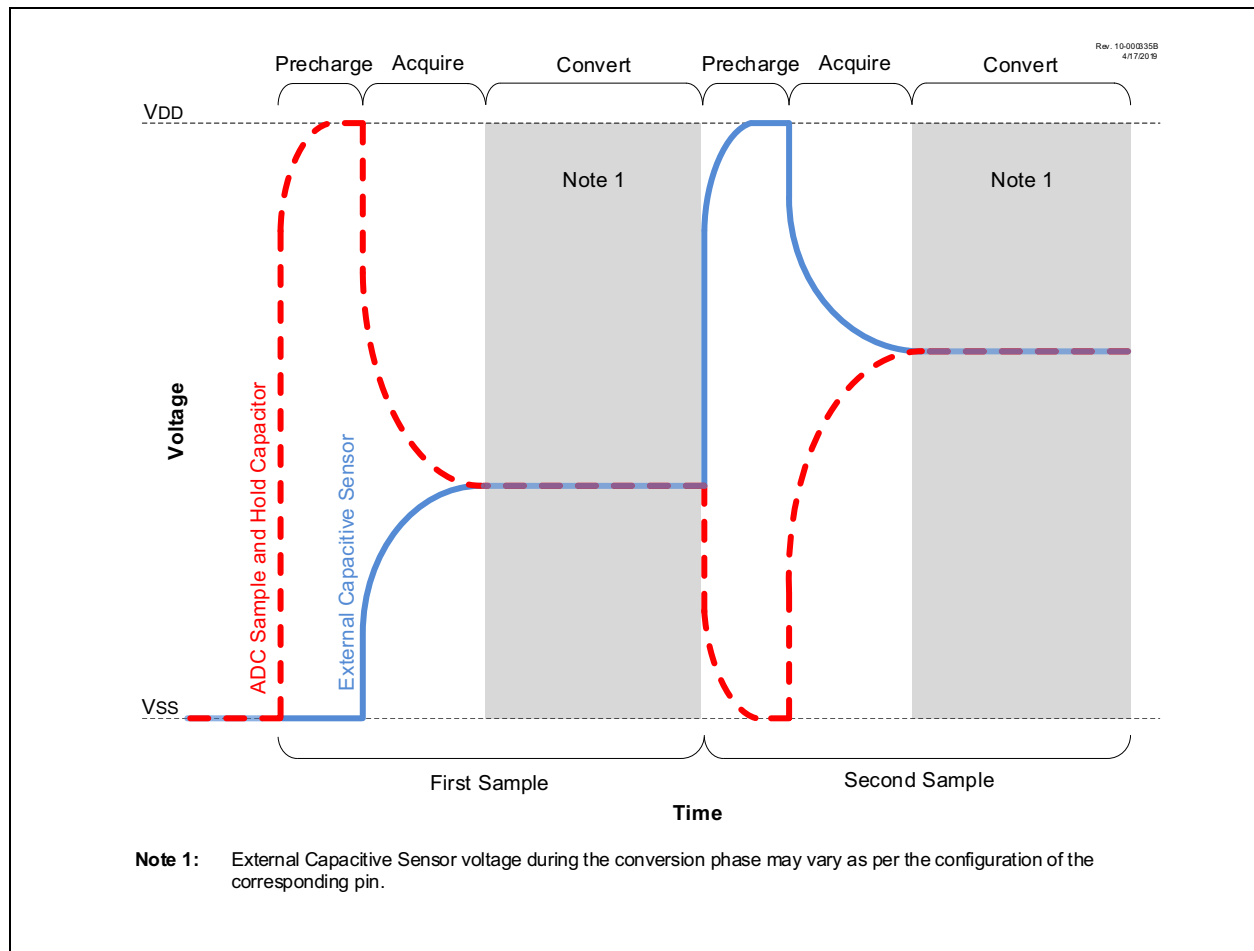 Rev. 10-000335B
4/17/2019
Precharge
Acquire
Convert
Precharge
Acquire
Convert
VDD
Note 1
Note 1
Voltage
ADC Sample and Hold Capacitor
External Capacitive Sensor
VSS
First Sample
Second Sample
Time
Note 1: External Capacitive Sensor voltage during the conversion phase may vary as per the configuration of the
corresponding pin.